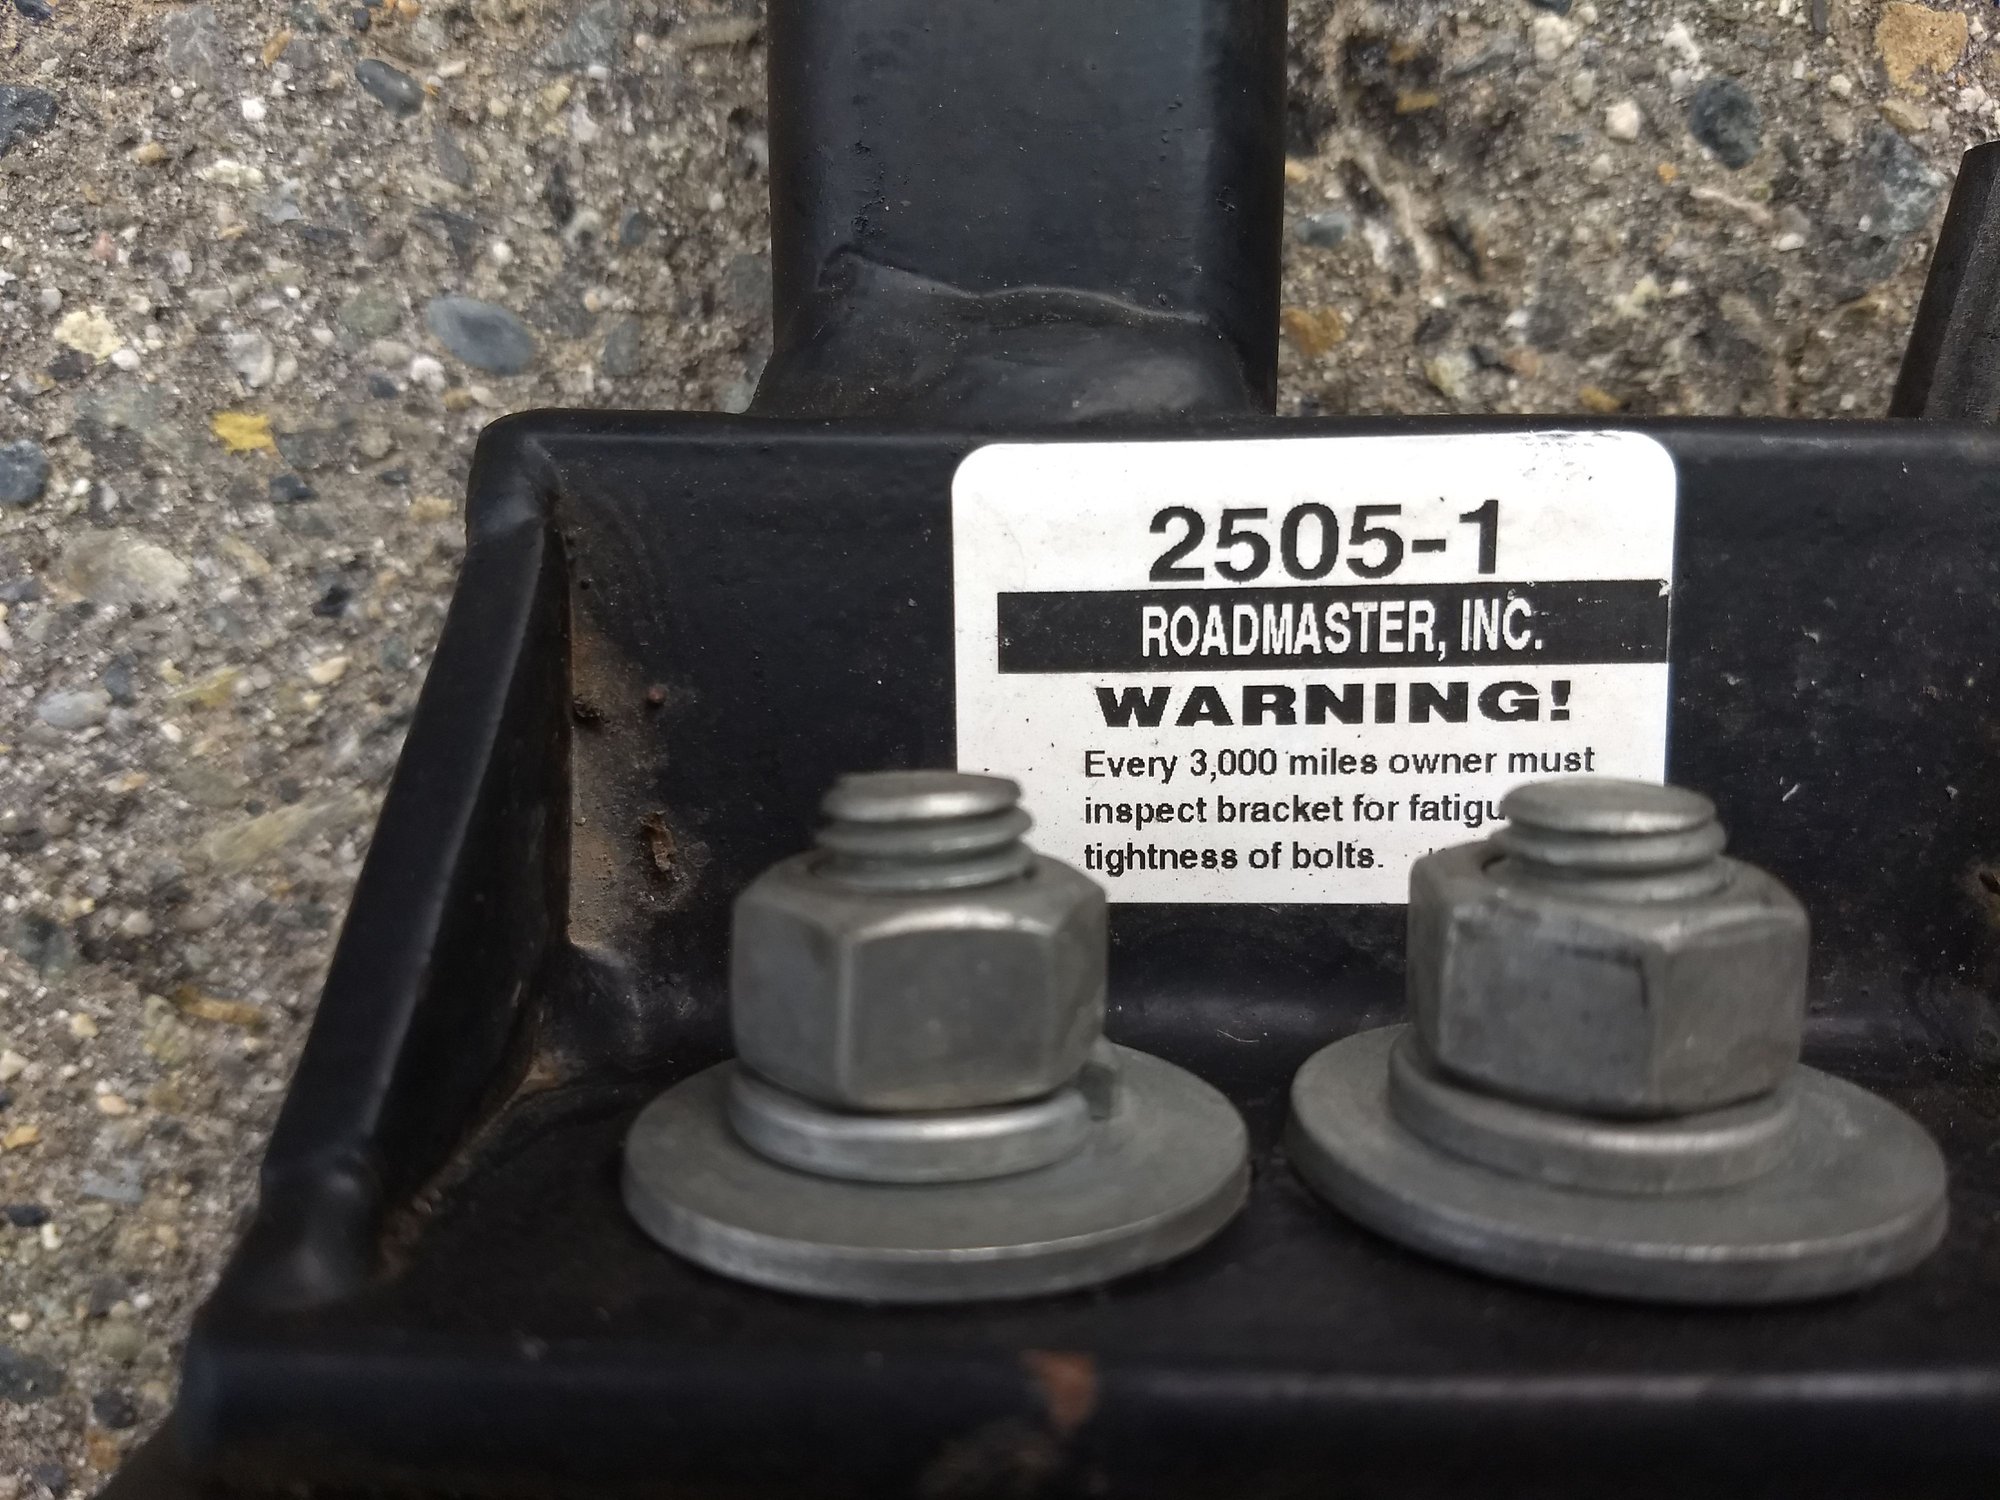 2505-1
ROADMASTER, INC.
WARNING!
Every 3,000 miles owner must
inspect bracket for
tightness of bolts.